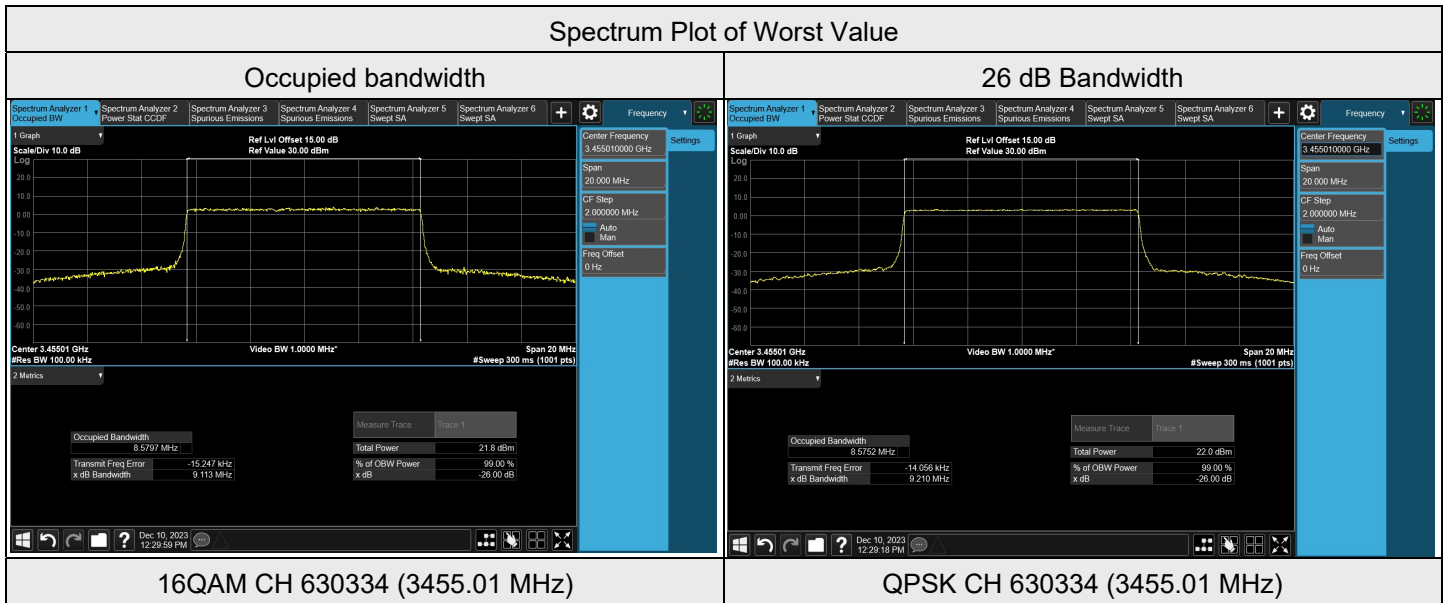 Spectrum Plot of Worst Value
Occupied bandwidth
26 dB Bandwidth
Spectrum Analyzer 1 Spectrum Analyzer 2 Spectrum Analyzer 3 Spectrum Analyzer 4 Spectrum Analyzer 5 Spectrum Analyzer 6
Occupied BW Power Stat CCDF Spurious Emissions Spurious Emissions Swept SA Swept SA
+
Frequency
1 Graph
Ref Lvl Offset 15.00 dB
Scale/Div 10.0 dB
Ref Value 30.00 dBm
Log
20.0
10.0
0.00
-10.0
-20.0
-30.0
-40.0
-50.0
-60.0
Center 3.45501 GHz
Video BW 1.0000 MHz*
Span 20 MHz
#Res BW 100.00 kHz
#Sweep 300 ms (1001 pts)
Center Frequency
3.455010000 GHz
Settings
Span
20.000 MHz
CF Step
2.000000 MHz
Auto
Man
Freq Offset
0 Hz
2 Metrics
Measure Trace Trace 1
Occupied Bandwidth
8.5797 MHz
Total Power 21.8 dBm
Transmit Freq Error -15.247 kHz
% of OBW Power 99.00 %
x dB Bandwidth 9.113 MHz
x dB -26.00 dB
?
Dec 10, 2023
12:29:59 PM
Spectrum Analyzer 1 Spectrum Analyzer 2 Spectrum Analyzer 3 Spectrum Analyzer 4 Spectrum Analyzer 5 Spectrum Analyzer 6
Occupied BW Power Stat CCDF Spurious Emissions Spurious Emissions Swept SA Swept SA
+
Frequency
1 Graph
Ref Lvl Offset 15.00 dB
Scale/Div 10.0 dB
Ref Value 30.00 dBm
Log
20.0
10.0
0.00
-10.0
-20.0
-30.0
-40.0
-50.0
-60.0
Center 3.45501 GHz
Video BW 1.0000 MHz*
Span 20 MHz
#Res BW 100.00 kHz
#Sweep 300 ms (1001 pts)
Center Frequency
3.455010000 GHz
Settings
Span
20.000 MHz
CF Step
2.000000 MHz
Auto
Man
Freq Offset
0 Hz
2 Metrics
Measure Trace Trace 1
Occupied Bandwidth
8.5752 MHz
Total Power 22.0 dBm
Transmit Freq Error -14.056 kHz
% of OBW Power 99.00 %
x dB Bandwidth 9.210 MHz
x dB -26.00 dB
?
Dec 10, 2023
12:29:18 PM
16QAM CH 630334 (3455.01 MHz)
QPSK CH 630334 (3455.01 MHz)